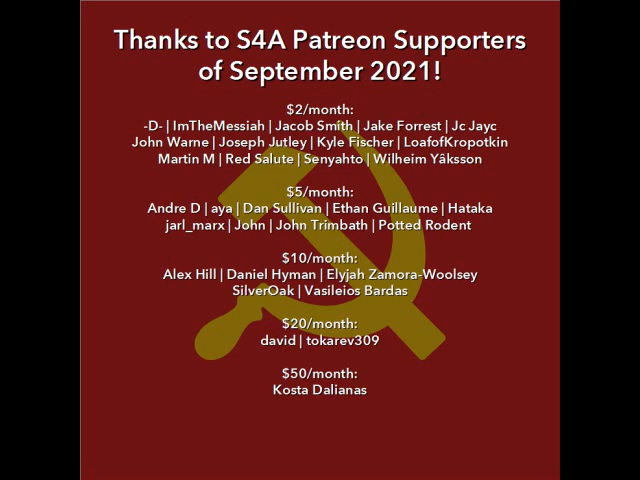 Thanks to S4A Patreon Supporters
of September 2021!
$2/month:
-D- | ImTheMessiah | Jacob Smith | Jake Forrest | Jc Jayc
John Warne | Joseph Jutley | Kyle Fischer | LoafofKropotkin
Martin M | Red Salute | Senyahto | Wilheim Yâksson
$5/month:
Andre D | aya | Dan Sullivan | Ethan Guillaume | Hataka
jarl_marx | John | John Trimbath | Potted Rodent
$10/month:
Alex Hill | Daniel Hyman | Elyjah Zamora-Woolsey
SilverOak | Vasileios Bardas
$20/month:
david | tokarev309
$50/month:
Kosta Dalianas